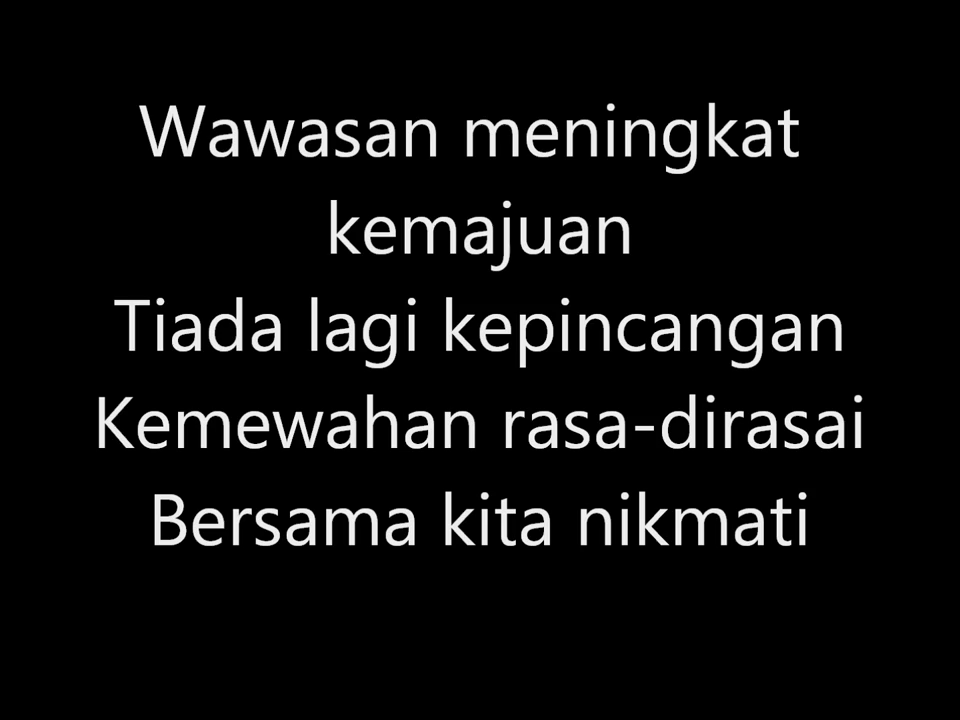 Wawasan meningkat
kemajuan
Tiada lagi kepincangan
Kemewahan rasa-dirasai
Bersama kita nikmati